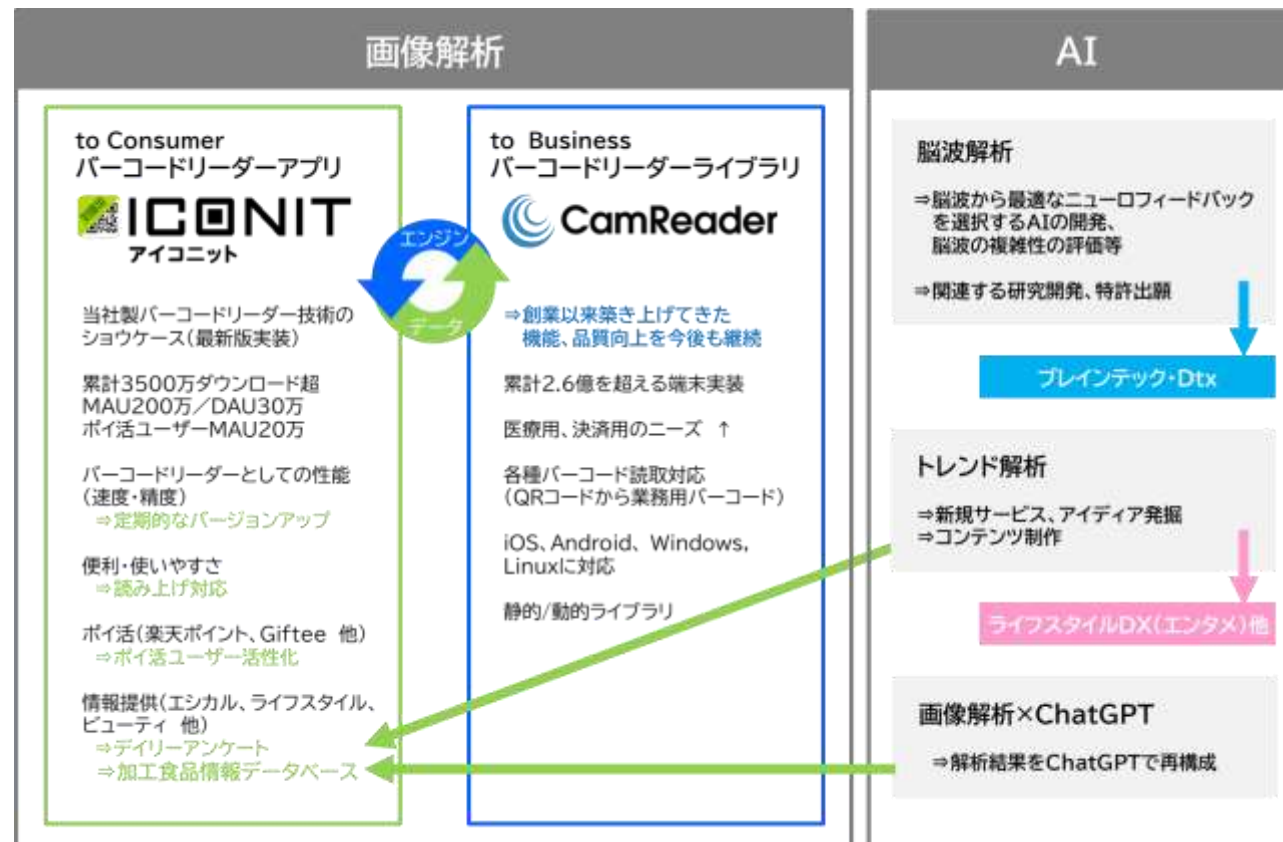 画像解析
to Consumer
バーコードリーダーアプリ
ICONIT
アイコニット
当社製バーコードリーダー技術の
ショウケース(最新版実装)
累計3500万ダウンロード超
MAU200万/DAU30万
ポイ活ユーザーMAU20万
バーコードリーダーとしての性能
(速度・精度)
⇒定期的なバージョンアップ
便利・使いやすさ
⇒読み上げ対応
ポイ活(楽天ポイント、Giftee 他)
⇒ポイ活ユーザー活性化
情報提供(エシカル、ライフスタイル、
ビューティ 他)
⇒デイリーアンケート
⇒加工食品情報データベース
エンジン
データ
to Business
バーコードリーダーライブラリ
CamReader
⇒創業以来築き上げてきた
機能、品質向上を今後も継続
累計2.6億を超える端末実装
医療用、決済用のニーズ ↑
各種バーコード読取対応
(QRコードから業務用バーコード)
iOS、Android、Windows,
Linuxに対応
静的/動的ライブラリ
AI
脳波解析
⇒脳波から最適なニューロフィードバック
を選択するAIの開発、
脳波の複雑性の評価等
⇒関連する研究開発、特許出願
ブレインテック・Dtx
トレンド解析
⇒新規サービス、アイディア発掘
⇒コンテンツ制作
ライフスタイルDX(エンタメ)他
画像解析×ChatGPT
⇒解析結果をChatGPTで再構成